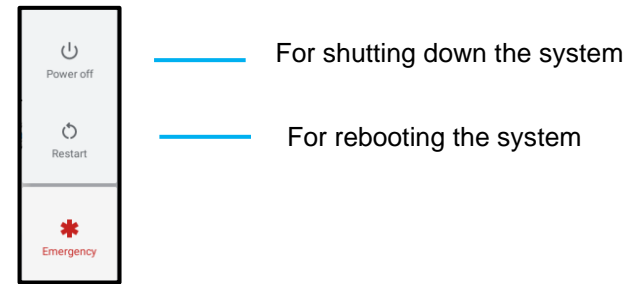 Power off
For shutting down the system
Restart
For rebooting the system
Emergency